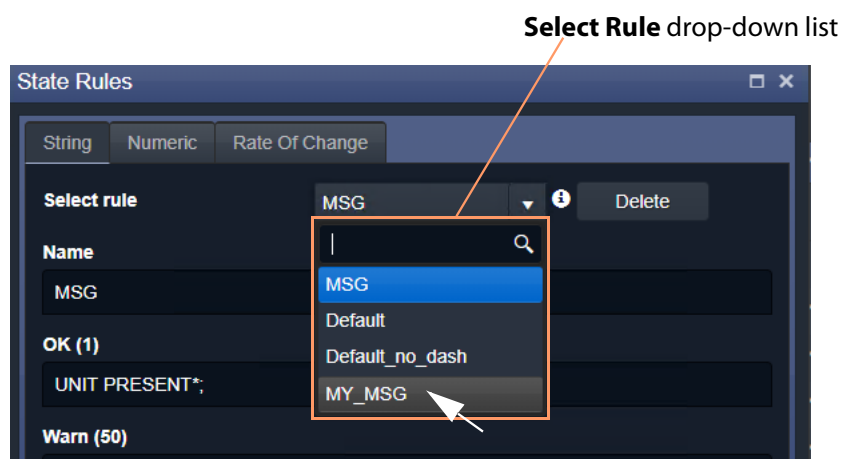 Select Rule drop-down list
State Rules
String Numeric Rate Of Change
Select rule MSG Delete
Name
MSG
MSG
Default
OK (1)
Default_no_dash
UNIT PRESENT*;
MY_MSG
Warn (50)